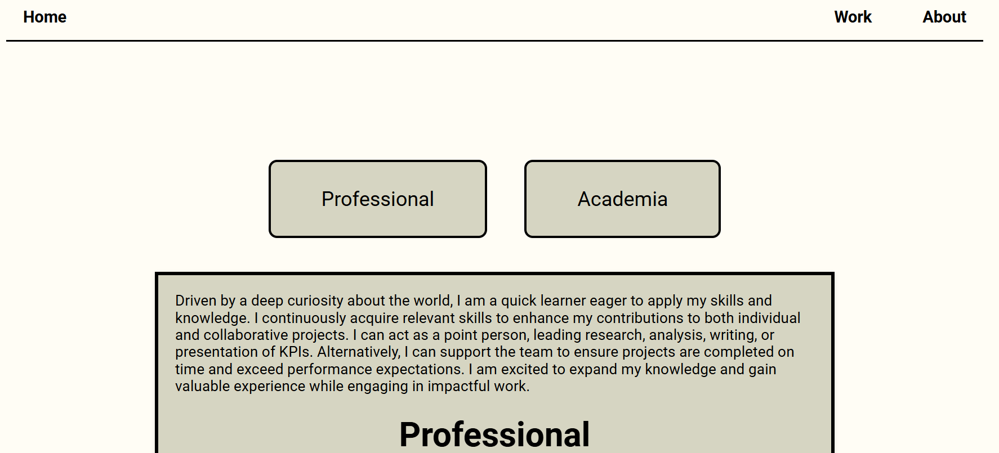 Home Work About
Professional Academia
Driven by a deep curiosity about the world, I am a quick learner eager to apply my skills and
knowledge. I continuously acquire relevant skills to enhance my contributions to both individual
and collaborative projects. I can act as a point person, leading research, analysis, writing, or
presentation of KPIs. Alternatively, I can support the team to ensure projects are completed on
time and exceed performance expectations. I am excited to expand my knowledge and gain
valuable experience while engaging in impactful work.
Professional